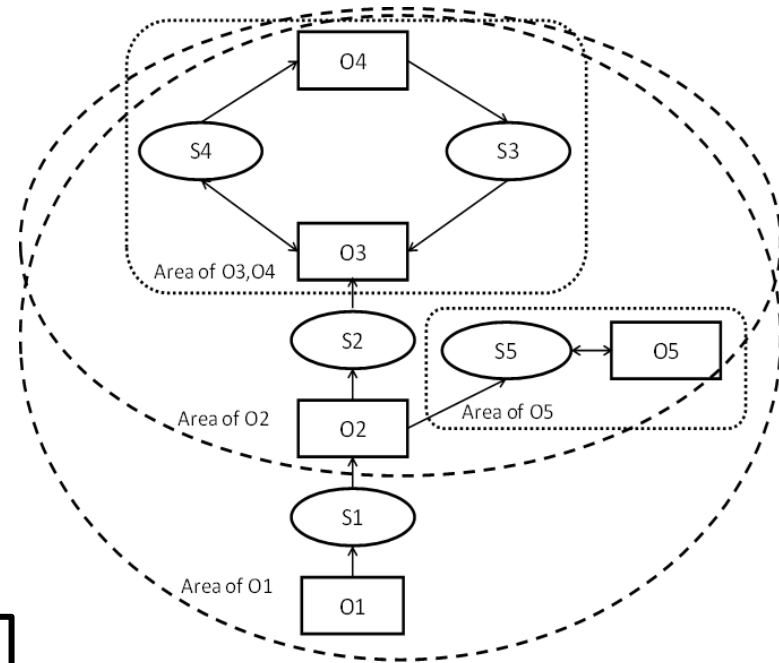 O4
S4
S3
O3
Area of O3,O4
S2
S5
O5
Area of O2
O2
Area of O5
S1
Area of O1
O1